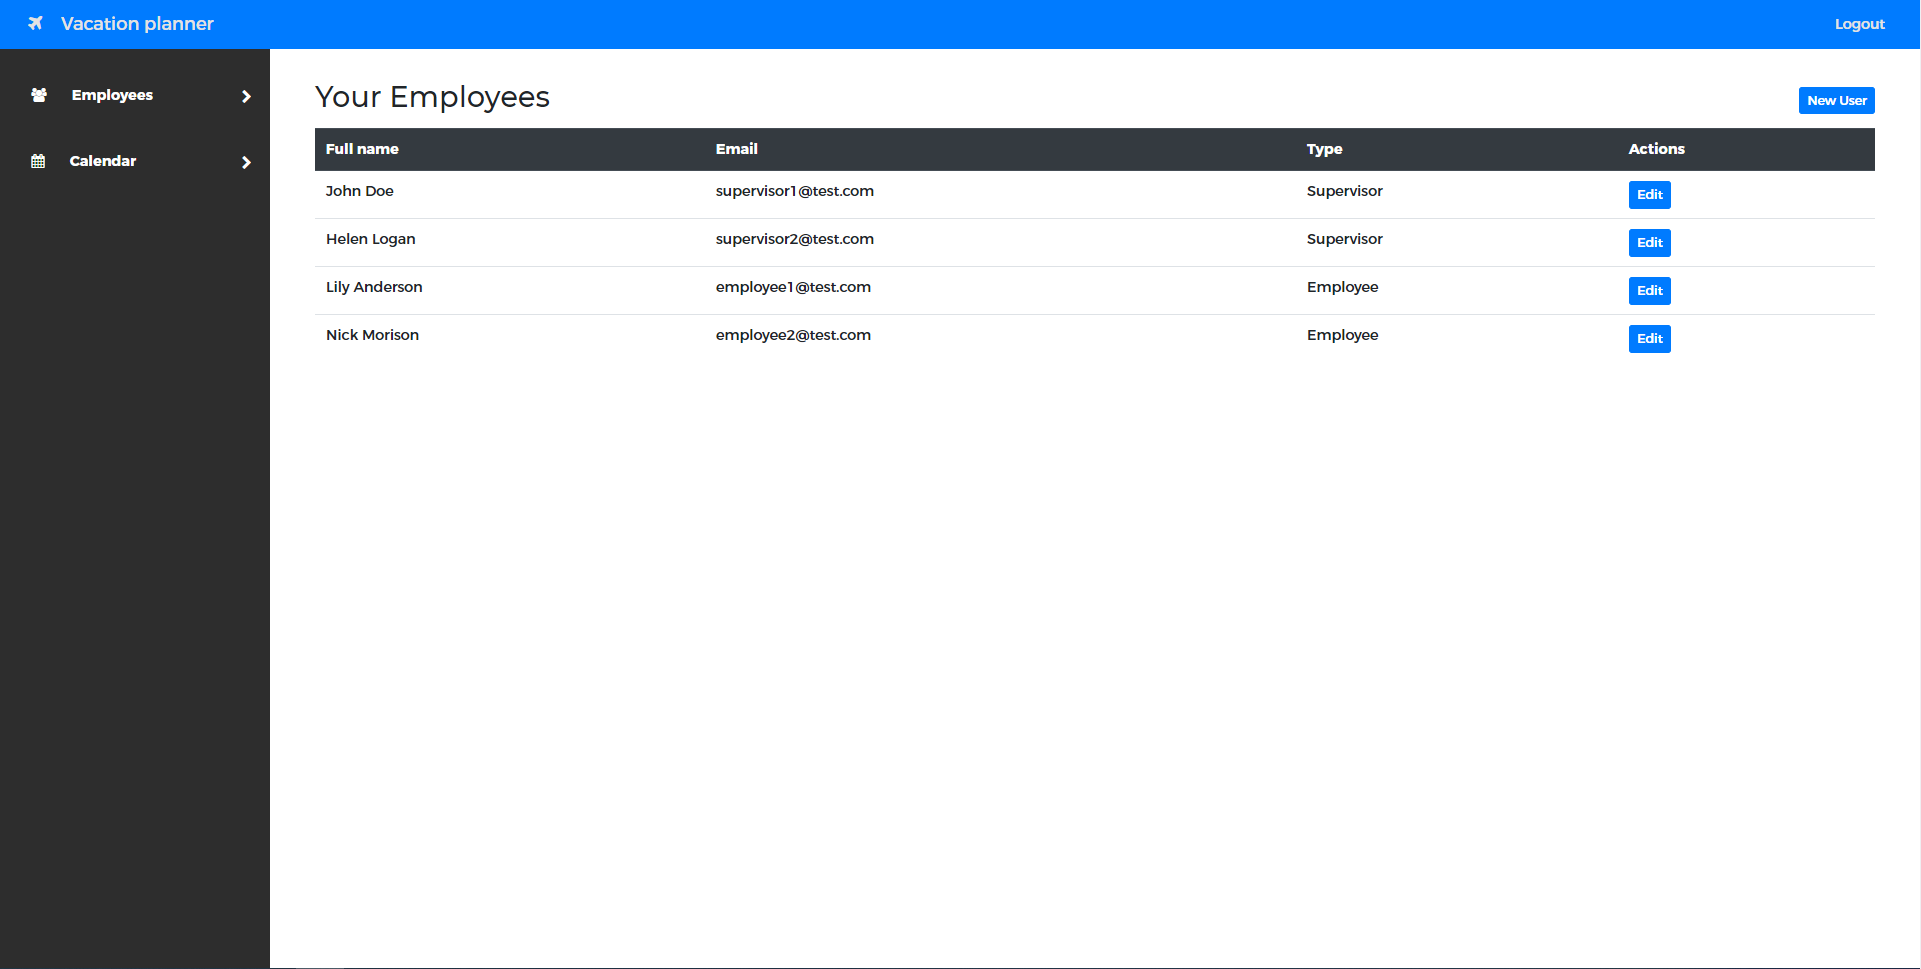 Vacation planner
Logout
Employees
Calendar
Your Employees
New User
Full name Email Type Actions
John Doe supervisor1@test.com Supervisor Edit
Helen Logan supervisor2@test.com Supervisor Edit
Lily Anderson employee1@test.com Employee Edit
Nick Morison employee2@test.com Employee Edit